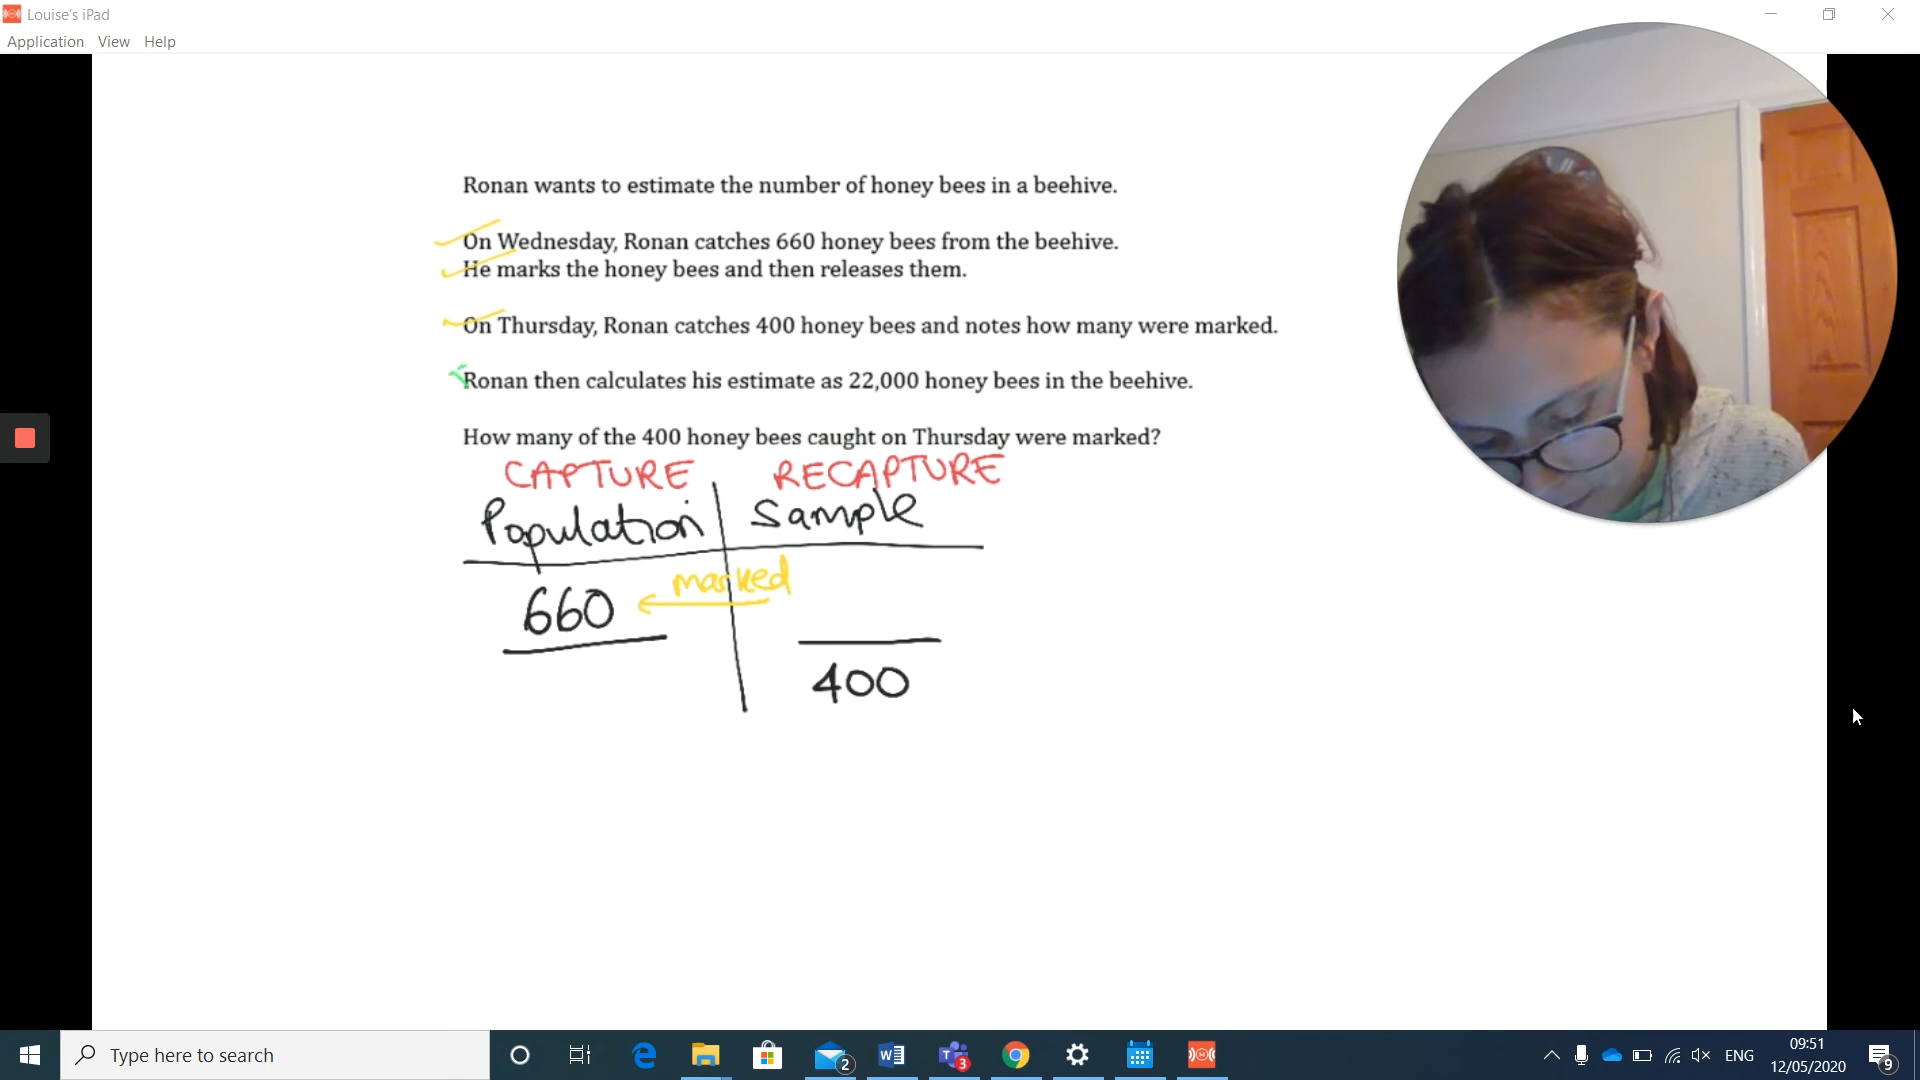 Louise's iPad
Application View Help
Ronan wants to estimate the number of honey bees in a beehive.
On Wednesday, Ronan catches 660 honey bees from the beehive.
He marks the honey bees and then releases them.
On Thursday, Ronan catches 400 honey bees and notes how many were marked.
Ronan then calculates his estimate as 22,000 honey bees in the beehive.
How many of the 400 honey bees caught on Thursday were marked?
CAPTURE RECAPTURE
Population Sample
marked
660
400
Type here to search
2
3
ENG
09:51
12/05/2020
9